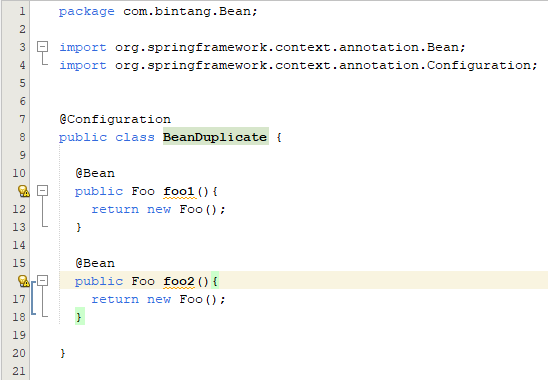 1 package com.bintang.Bean;
2
3 import org.springframework.context.annotation.Bean;
4 import org.springframework.context.annotation.Configuration;
5
6
7 @Configuration
8 public class BeanDuplicate {
9
10 @Bean
public Foo foo1(){
12 return new Foo();
13 }
14
15 @Bean
public Foo foo2(){
17 return new Foo();
18 }
19
20 }
21